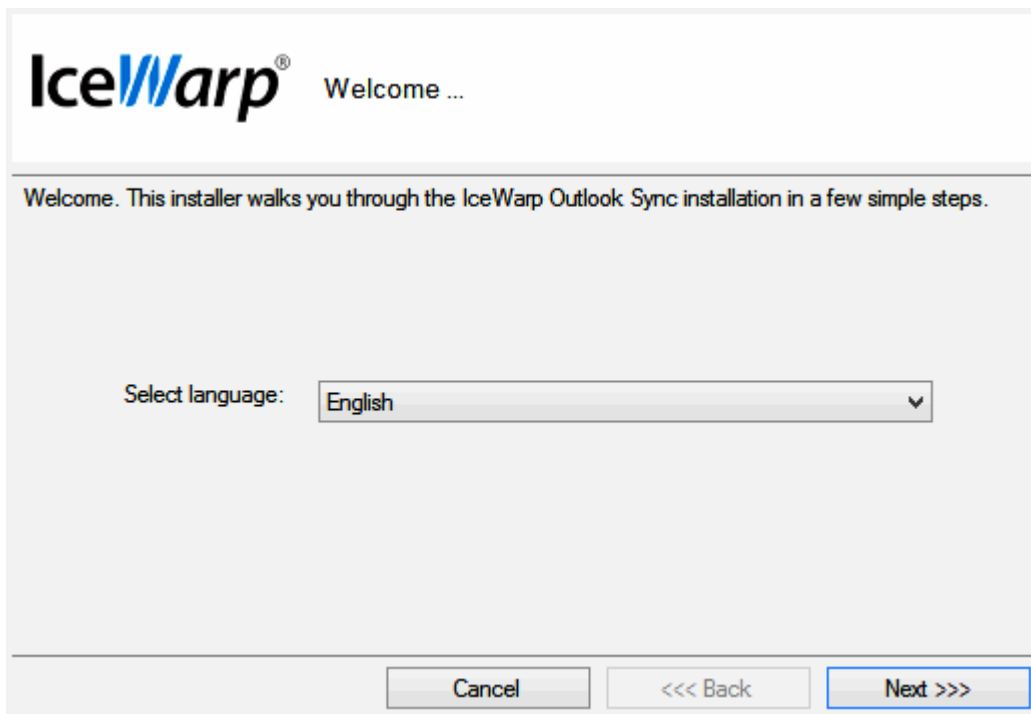 IceWarp® Welcome ...
Welcome. This installer walks you through the IceWarp Outlook Sync installation in a few simple steps.
Select language: English
Cancel <<< Back Next >>>